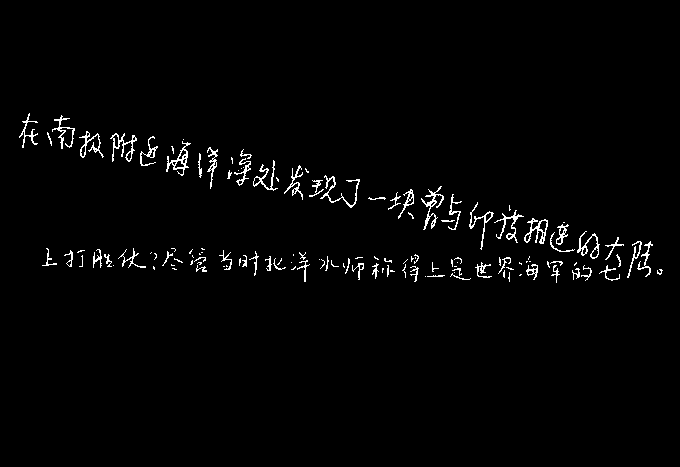 在南极附近海洋深处发现了一块曾与印度相连的大陆。
上打胜仗?尽管当时北洋水师称得上是世界海军的七